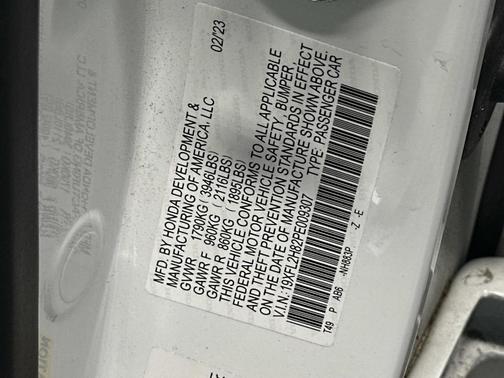 02/23
MFD. BY HONDA DEVELOPMENT &
MANUFACTURING OF AMERICA, LLC
GVWR 1790KG ( 3946LBS)
GAWR F 960KG ( 2116LBS)
GAWR R 860KG ( 1895LBS)
THIS VEHICLE CONFORMS TO ALL APPLICABLE
FEDERAL MOTOR VEHICLE SAFETY, BUMPER,
AND THEFT PREVENTION STANDARDS IN EFFECT
ON THE DATE OF MANUFACTURE SHOWN ABOVE.
V.I.N.:19XFL2H82PE009307 TYPE: PASSENGER CAR
T49 P AB6 -NH883P -Z -E